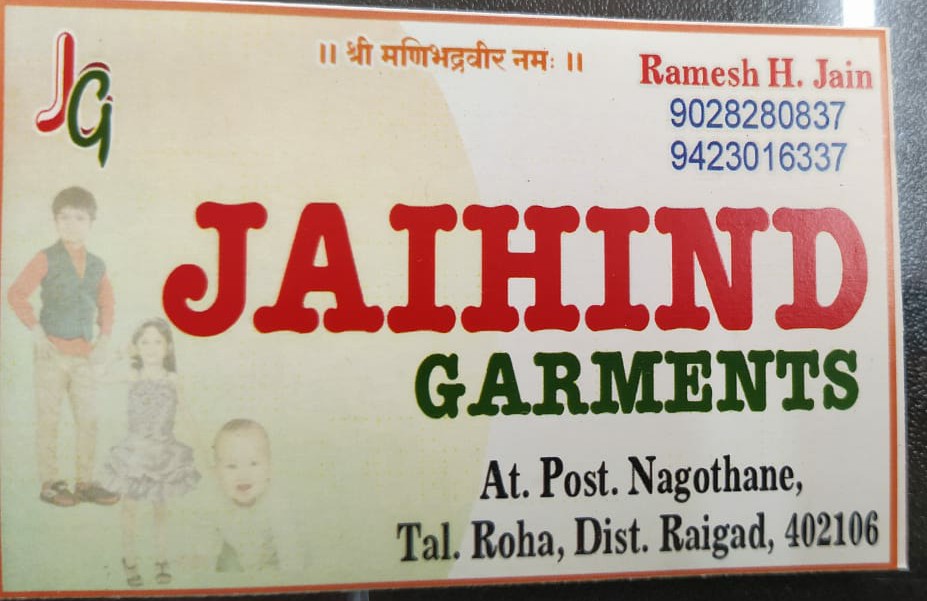 JG
॥ श्री मणिभद्रवीर नमः ॥
Ramesh H. Jain
9028280837
9423016337
JAIHIND
GARMENTS
At. Post. Nagothane,
Tal. Roha, Dist. Raigad, 402106